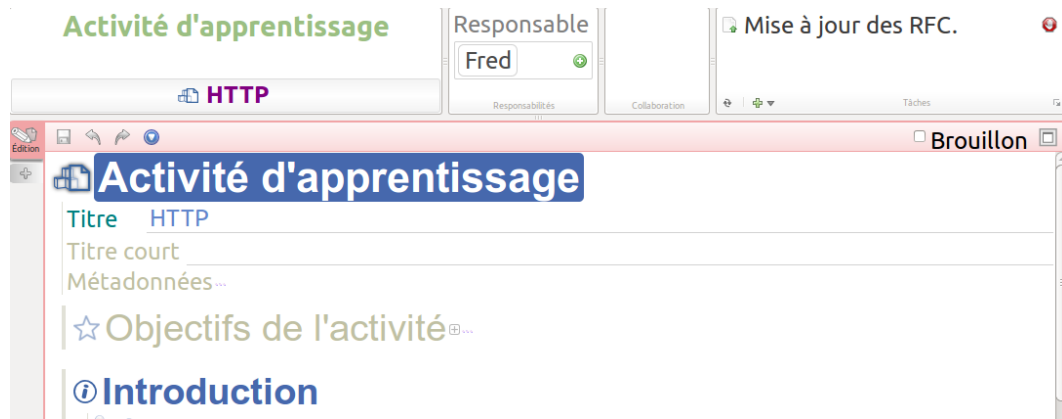 Activité d'apprentissage
HTTP
Responsable
Fred
Responsabilités
Collaboration
Mise à jour des RFC.
Tâches
Édition
Brouillon
Activité d'apprentissage
Titre HTTP
Titre court
Métadonnées
Objectifs de l'activité
Introduction